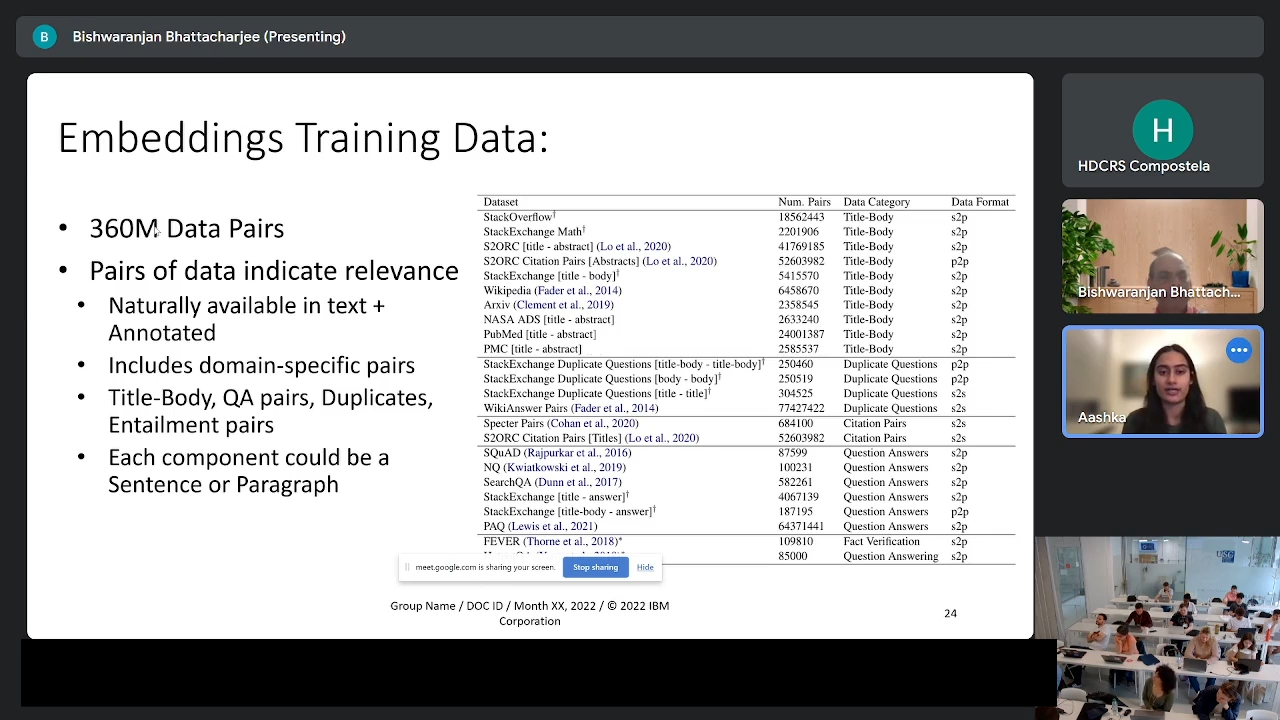 B
Bishwaranjan Bhattacharjee (Presenting)
Embeddings Training Data:
• 360M Data Pairs
• Pairs of data indicate relevance
• Naturally available in text +
Annotated
• Includes domain-specific pairs
• Title-Body, QA pairs, Duplicates,
Entailment pairs
• Each component could be a
Sentence or Paragraph
Dataset Num. Pairs Data Category Data Format
StackOverflow† 18562443 Title-Body s2p
StackExchange Math† 2201906 Title-Body s2p
S2ORC [title - abstract] (Lo et al., 2020) 41769185 Title-Body s2p
S2ORC Citation Pairs [Abstracts] (Lo et al., 2020) 52603982 Title-Body p2p
StackExchange [title - body]† 5415570 Title-Body s2p
Wikipedia (Fader et al., 2014) 6458670 Title-Body s2p
Arxiv (Clement et al., 2019) 2358545 Title-Body s2p
NASA ADS [title - abstract] 2633240 Title-Body s2p
PubMed [title - abstract] 24001387 Title-Body s2p
PMC [title - abstract] 2585537 Title-Body s2p
StackExchange Duplicate Questions [title-body - title-body]† 250460 Duplicate Questions p2p
StackExchange Duplicate Questions [body - body]† 250519 Duplicate Questions p2p
StackExchange Duplicate Questions [title - title]† 304525 Duplicate Questions s2s
WikiAnswer Pairs (Fader et al., 2014) 77427422 Duplicate Questions s2s
Specter Pairs (Cohan et al., 2020) 684100 Citation Pairs s2s
S2ORC Citation Pairs [Titles] (Lo et al., 2020) 52603982 Citation Pairs s2s
SQuAD (Rajpurkar et al., 2016) 87599 Question Answers s2p
NQ (Kwiatkowski et al., 2019) 100231 Question Answers s2p
SearchQA (Dunn et al., 2017) 582261 Question Answers s2p
StackExchange [title - answer]† 4067139 Question Answers s2p
StackExchange [title-body - answer]† 187195 Question Answers p2p
PAQ (Lewis et al., 2021) 64371441 Question Answers s2p
FEVER (Thorne et al., 2018)* 109810 Fact Verification s2p
85000 Question Answering s2p
meet.google.com is sharing your screen. Stop sharing Hide
Group Name / DOC ID / Month XX, 2022 / © 2022 IBM
Corporation
24
H
HDCRS Compostela
Bishwaranjan Bhattach...
Aashka
USC